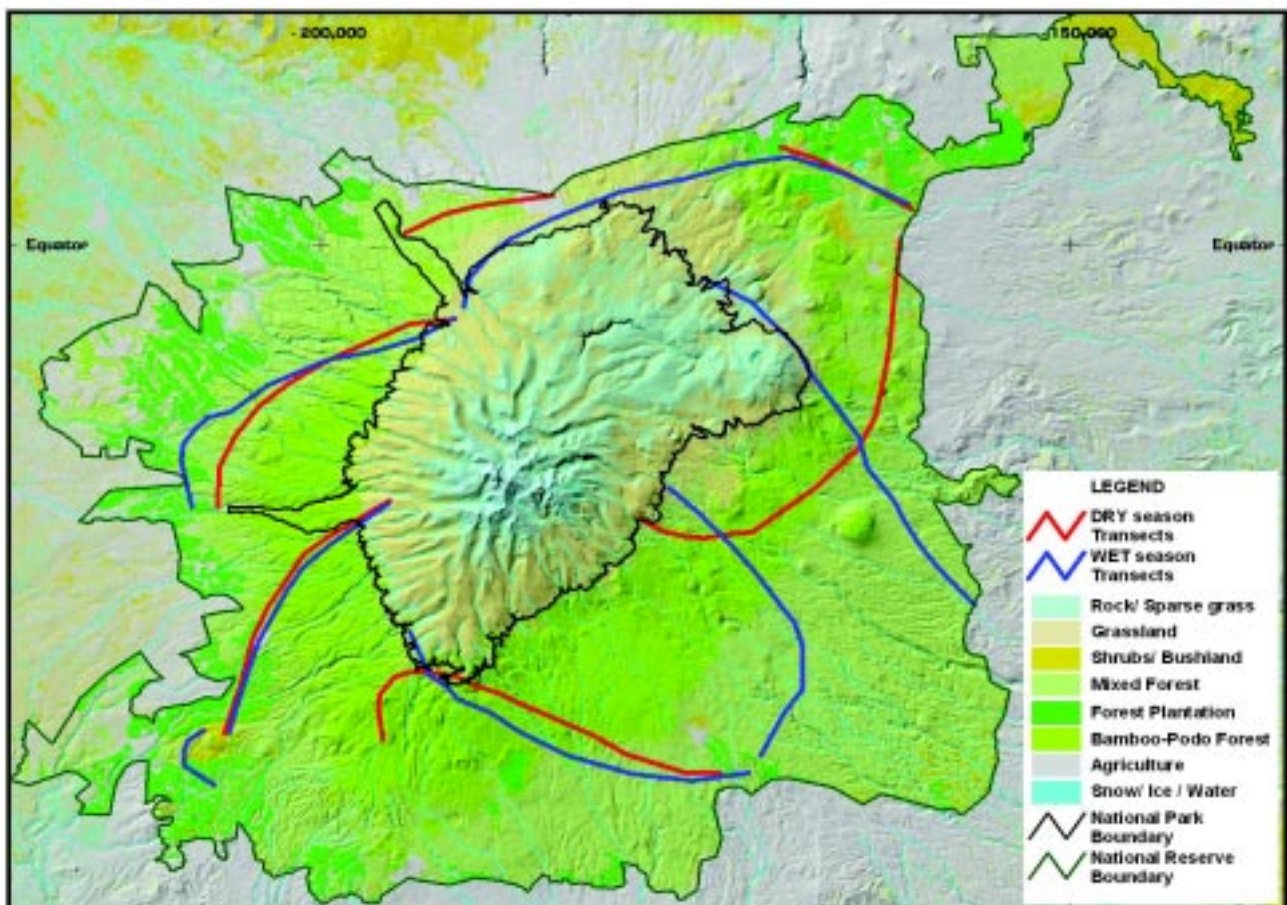 200,000
150,000
Equator
Equator
LEGEND
DRY season
Transects
WET season
Transects
Rock/ Sparse grass
Grassland
Shrubs/ Bushland
Mixed Forest
Forest Plantation
Bamboo-Podo Forest
Agriculture
Snow/ Ice / Water
National Park
Boundary
National Reserve
Boundary